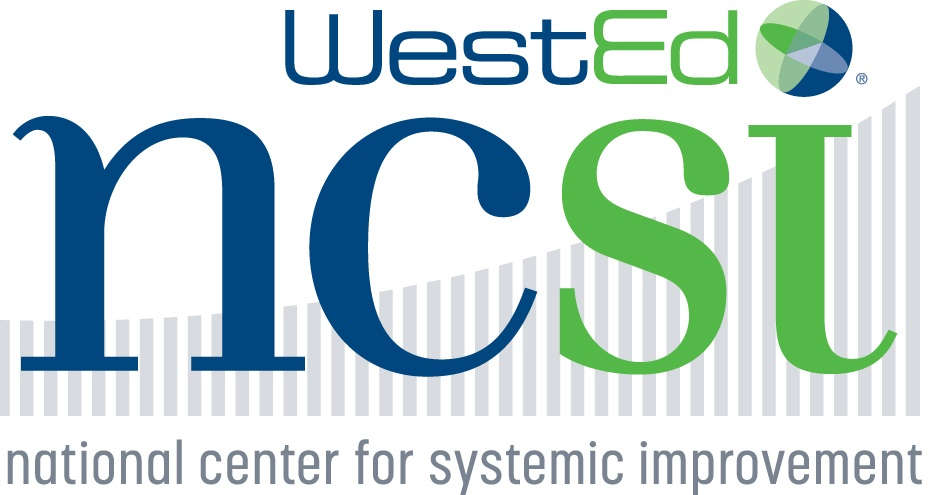 WestEd ®
ncsi
national center for systemic improvement